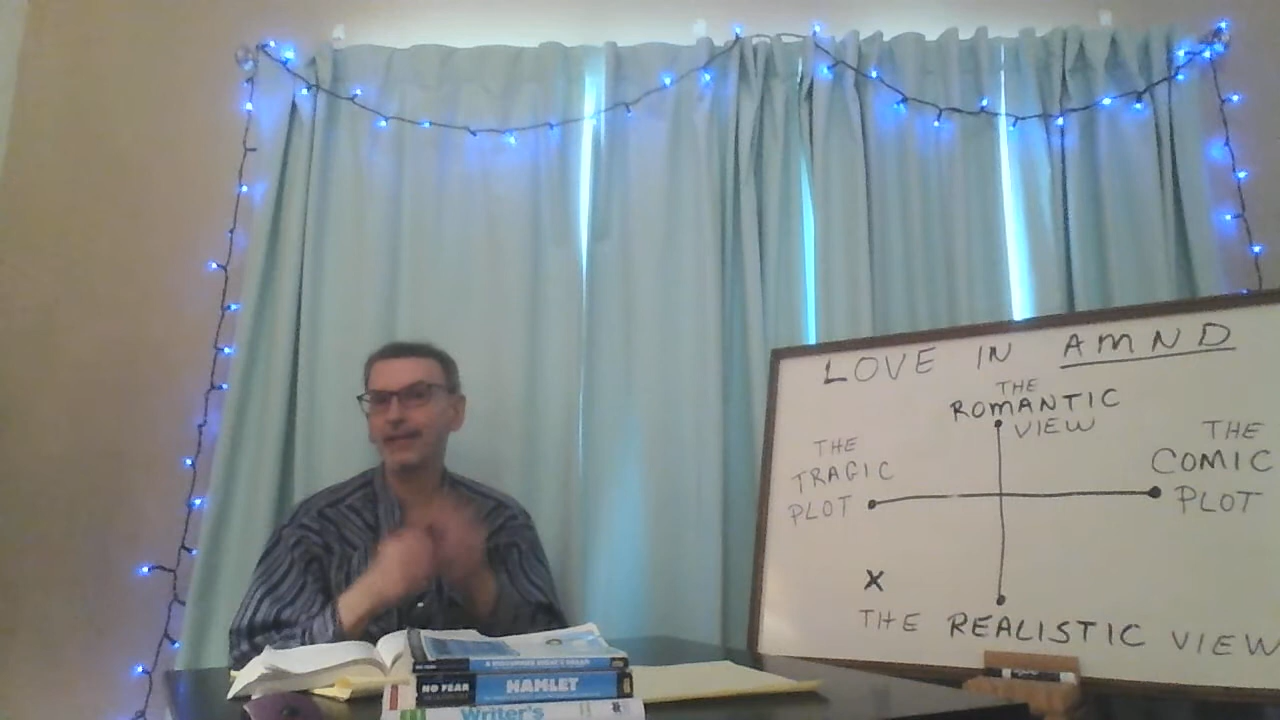 LOVE IN AMND
THE
ROMANTIC
VIEW
THE
TRAGIC
PLOT
THE
COMIC
PLOT
X
THE REALISTIC VIEW
A MIDSUMMER NIGHT'S DREAM
NO FEAR
HAMLET
Writer's